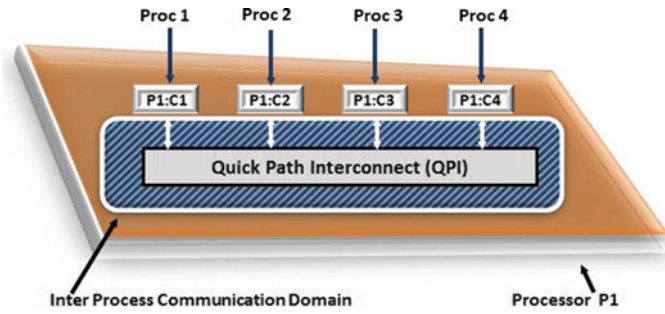 Proc 1 Proc 2 Proc 3 Proc 4
P1:C1 P1:C2 P1:C3 P1:C4
Quick Path Interconnect (QPI)
Inter Process Communication Domain Processor P1